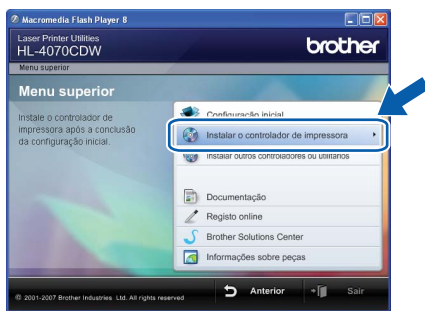 Macromedia Flash Player 8
Laser Printer Utilities
HL-4070CDW
brother
Menu superior
Menu superior
Instale o controlador de
impressora após a conclusão
da configuração inicial.
Configuração inicial
Instalar o controlador de impressora
Instalar outros controladores ou utilitários
Documentação
Registo online
Brother Solutions Center
Informações sobre peças
© 2001-2007 Brother Industries Ltd. All rights reserved
Anterior
Sair